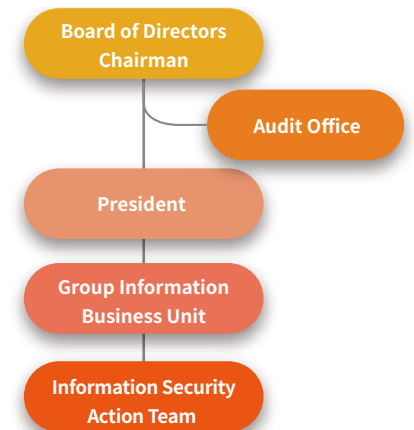 Board of Directors
Chairman
Audit Office
President
Group Information
Business Unit
Information Security
Action Team